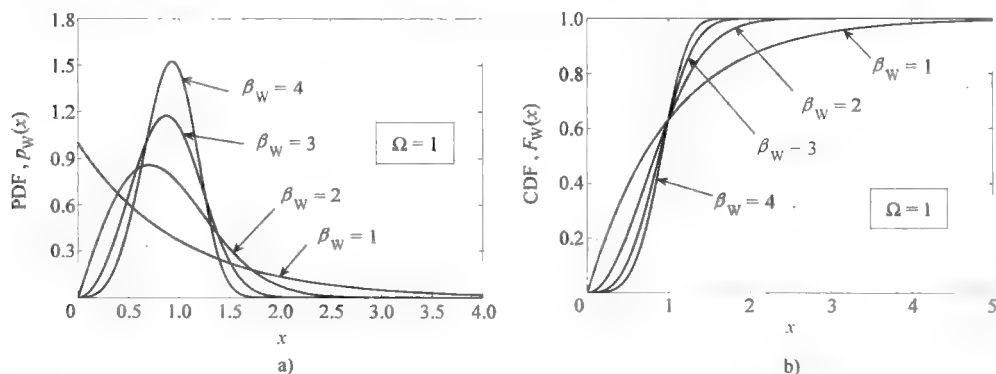 1.8
1.5
1.2
0.9
0.6
0.3
0
0.5
1.0
1.5
2.0
2.5
3.0
3.5
4.0
PDF , p_W(x)
x
β_W = 4
β_W = 3
β_W = 2
β_W = 1
Ω = 1
a)
1.0
0.8
0.6
0.4
0.2
0
1
2
3
4
5
CDF , F_W(x)
x
β_W = 1
β_W = 2
β_W − 3
β_W = 4
Ω = 1
b)